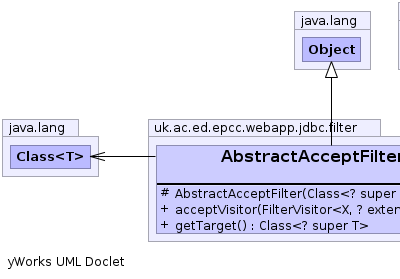 java.lang
Object
java.lang
Class<T>
uk.ac.ed.epcc.webapp.jdbc.filter
AbstractAcceptFilter
# AbstractAcceptFilter(Class<? super
+ acceptVisitor(FilterVisitor<X, ? exten
+ getTarget() : Class<? super T>
yWorks UML Doclet